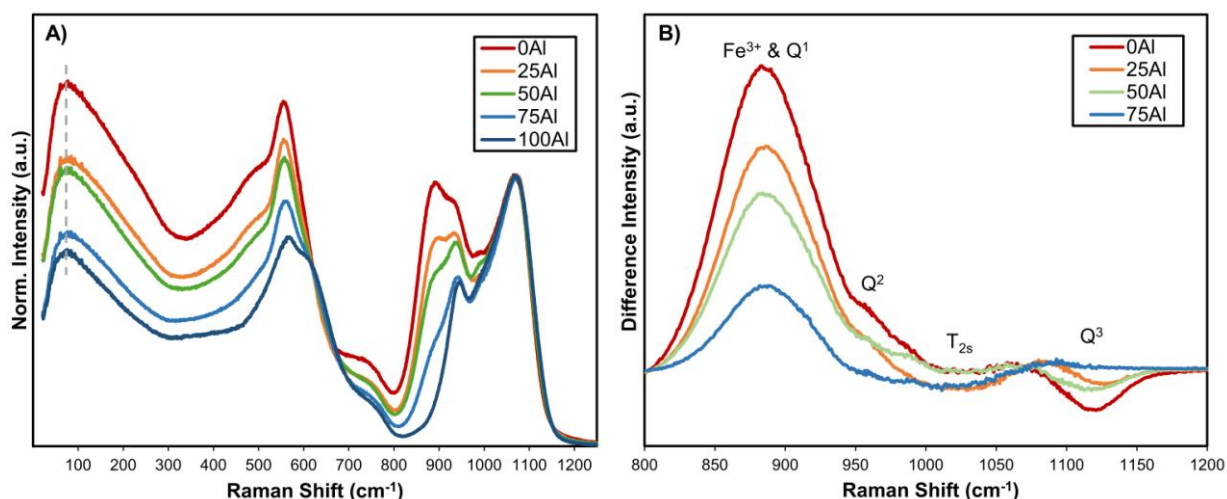 A)
0Al
25Al
50Al
75Al
100Al
Norm. Intensity (a.u.)
100 200 300 400 500 600 700 800 900 1000 1100 1200
Raman Shift (cm⁻¹)
B)
Fe³⁺ & Q¹
0Al
25Al
50Al
75Al
Q²
T₂ₛ
Q³
Difference Intensity (a.u.)
800 850 900 950 1000 1050 1100 1150 1200
Raman Shift (cm⁻¹)